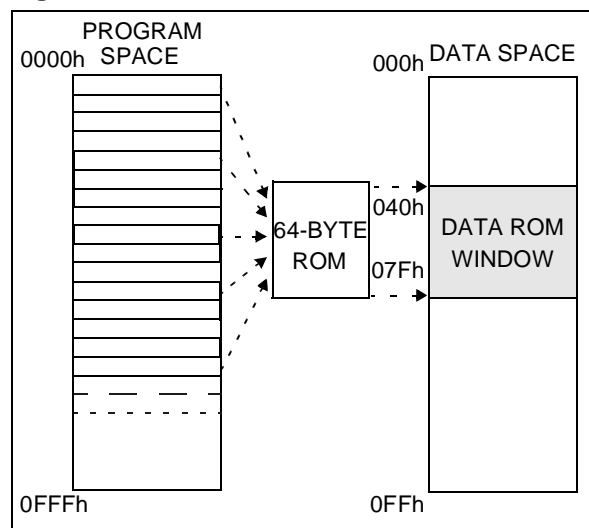 PROGRAM
SPACE
0000h
000h
DATA SPACE
040h
64-BYTE
ROM
07Fh
DATA ROM
WINDOW
0FFFh
0FFh